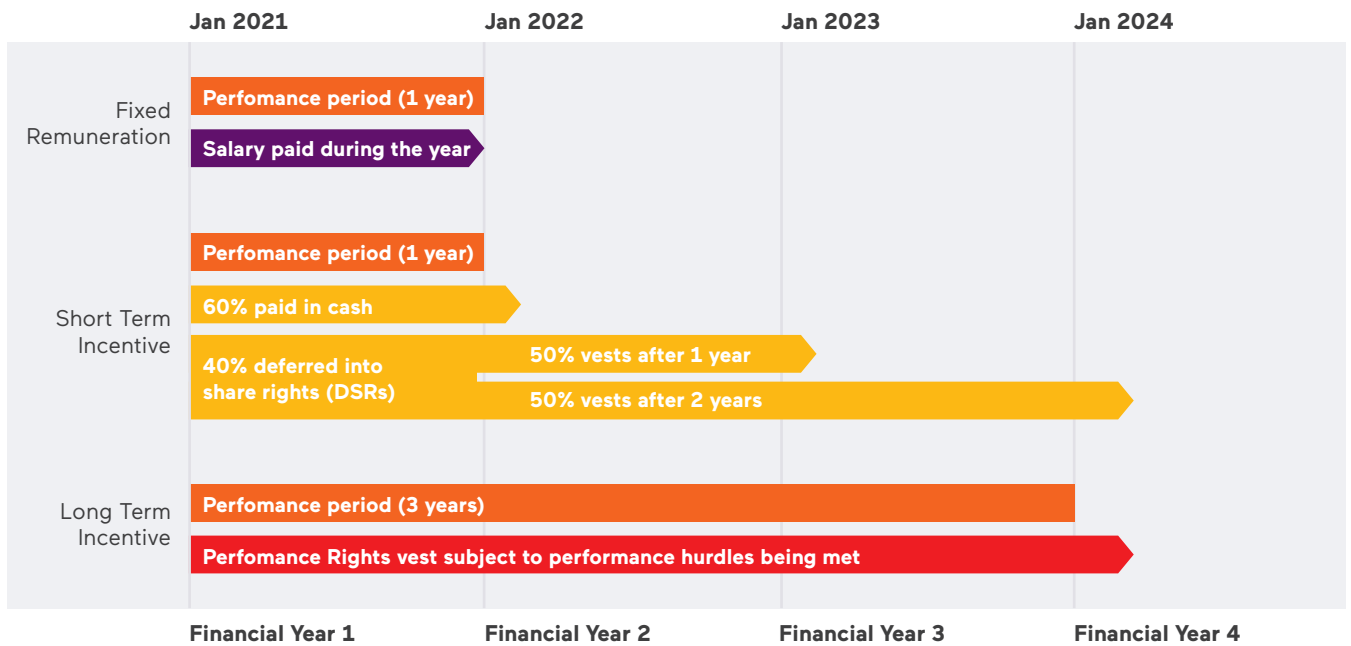 Jan 2021 Jan 2022 Jan 2023 Jan 2024
Fixed
Remuneration
Perfomance period (1 year)
Salary paid during the year
Short Term
Incentive
Perfomance period (1 year)
60% paid in cash
40% deferred into
share rights (DSRs)
50% vests after 1 year
50% vests after 2 years
Long Term
Incentive
Perfomance period (3 years)
Perfomance Rights vest subject to performance hurdles being met
Financial Year 1 Financial Year 2 Financial Year 3 Financial Year 4